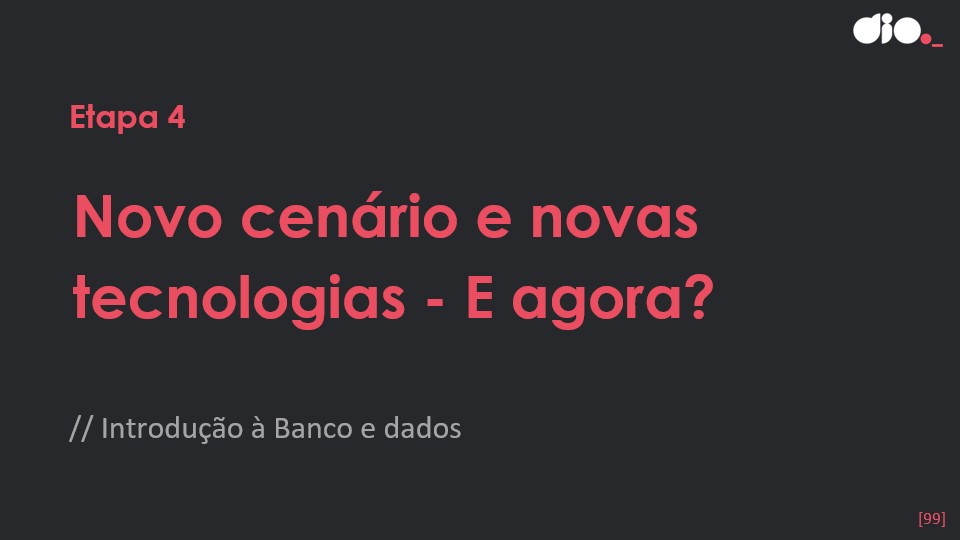 dio._
Etapa 4
Novo cenário e novas
tecnologias - E agora?
// Introdução à Banco e dados
[99]